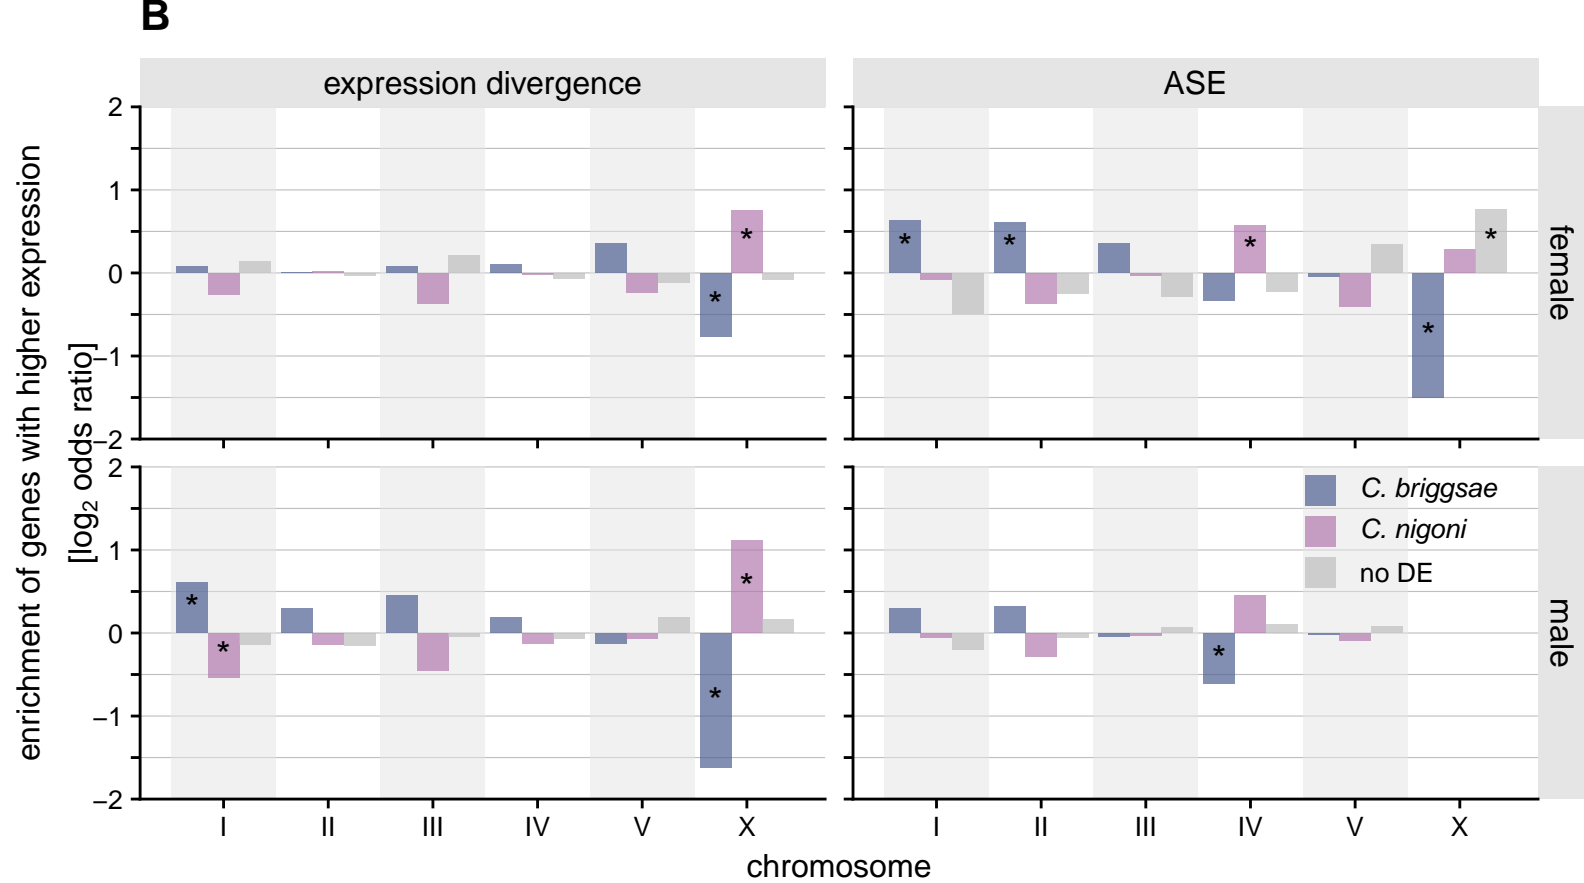 B
expression divergence
ASE
enrichment of genes with higher expression
[log2 odds ratio]
2
1
0
−1
−2
* *
* * * * *
female
2
1
0
−1
−2
* * * *
*
C. briggsae
C. nigoni
no DE
male
I II III IV V X
I II III IV V X
chromosome